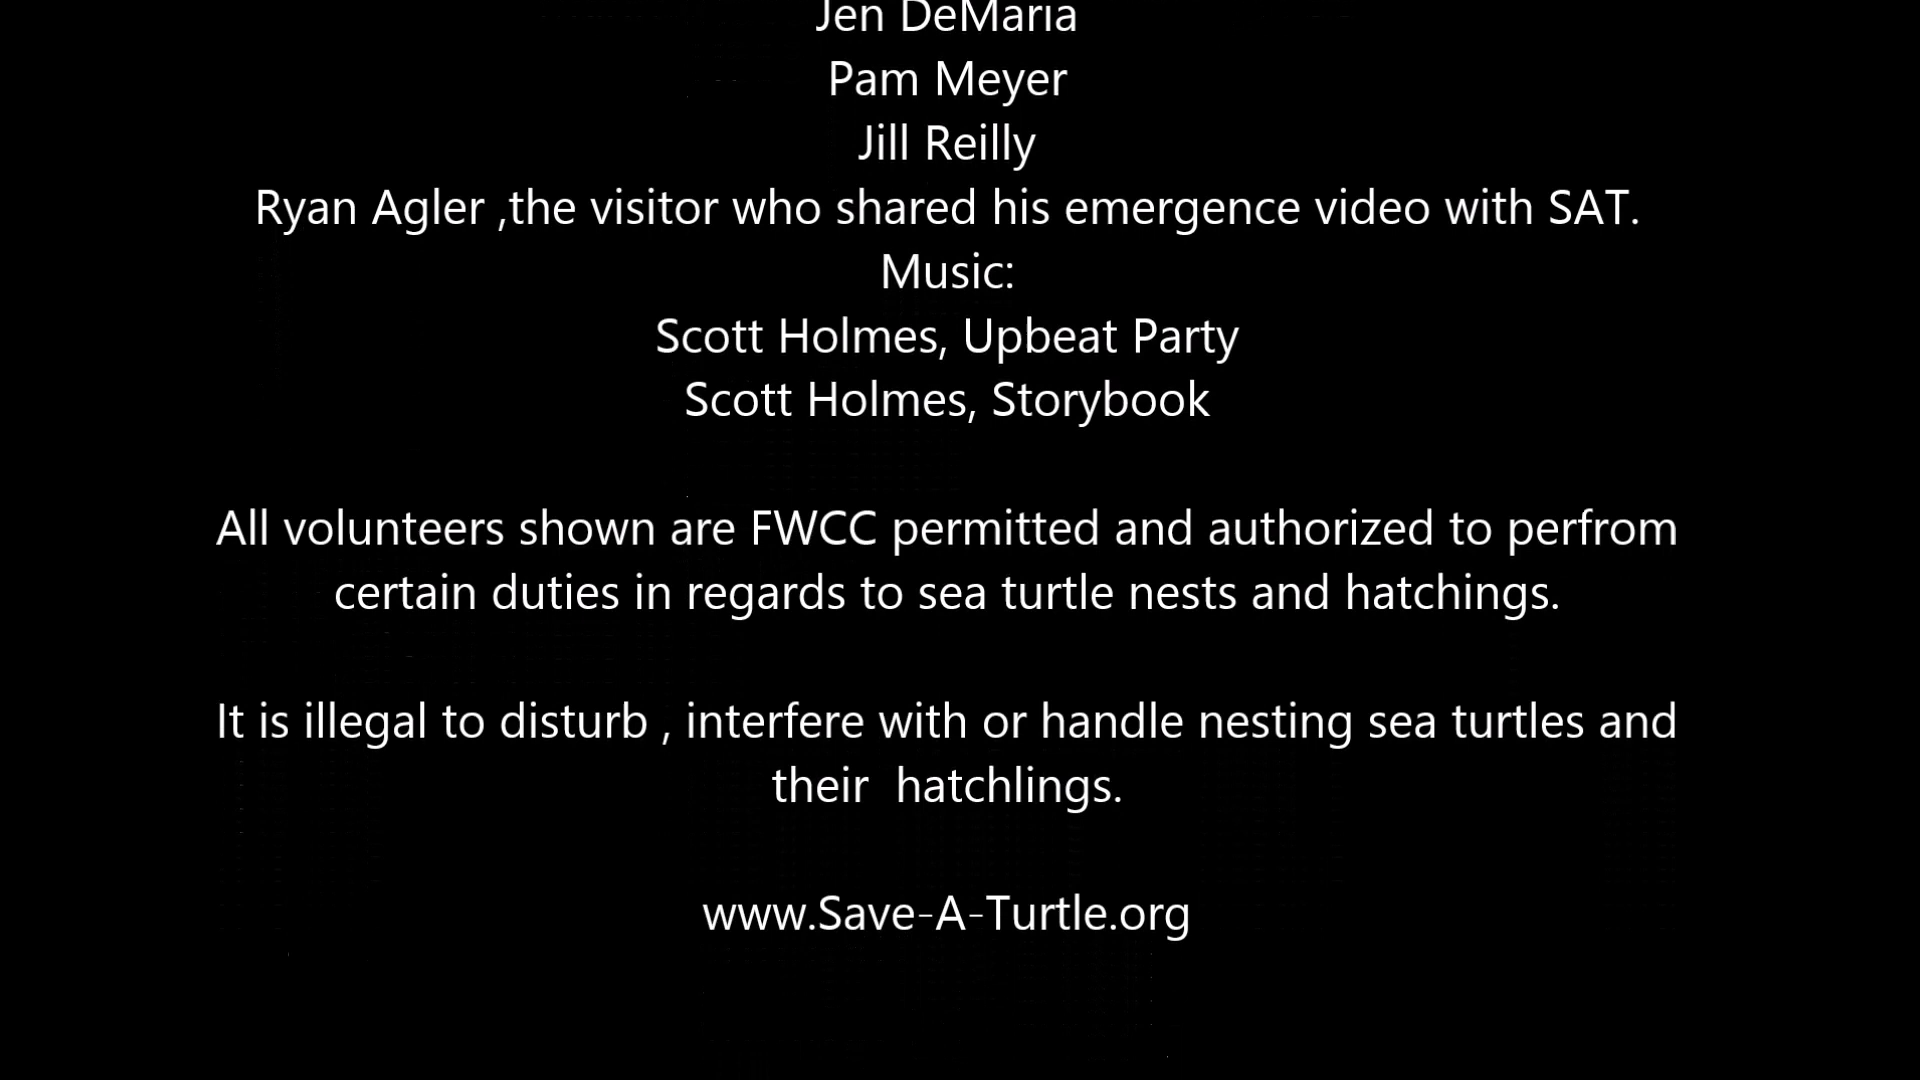 Jen DeMaria
Pam Meyer
Jill Reilly
Ryan Agler ,the visitor who shared his emergence video with SAT.
Music:
Scott Holmes, Upbeat Party
Scott Holmes, Storybook
All volunteers shown are FWCC permitted and authorized to perfrom
certain duties in regards to sea turtle nests and hatchings.
It is illegal to disturb , interfere with or handle nesting sea turtles and
their  hatchlings.
www.Save-A-Turtle.org